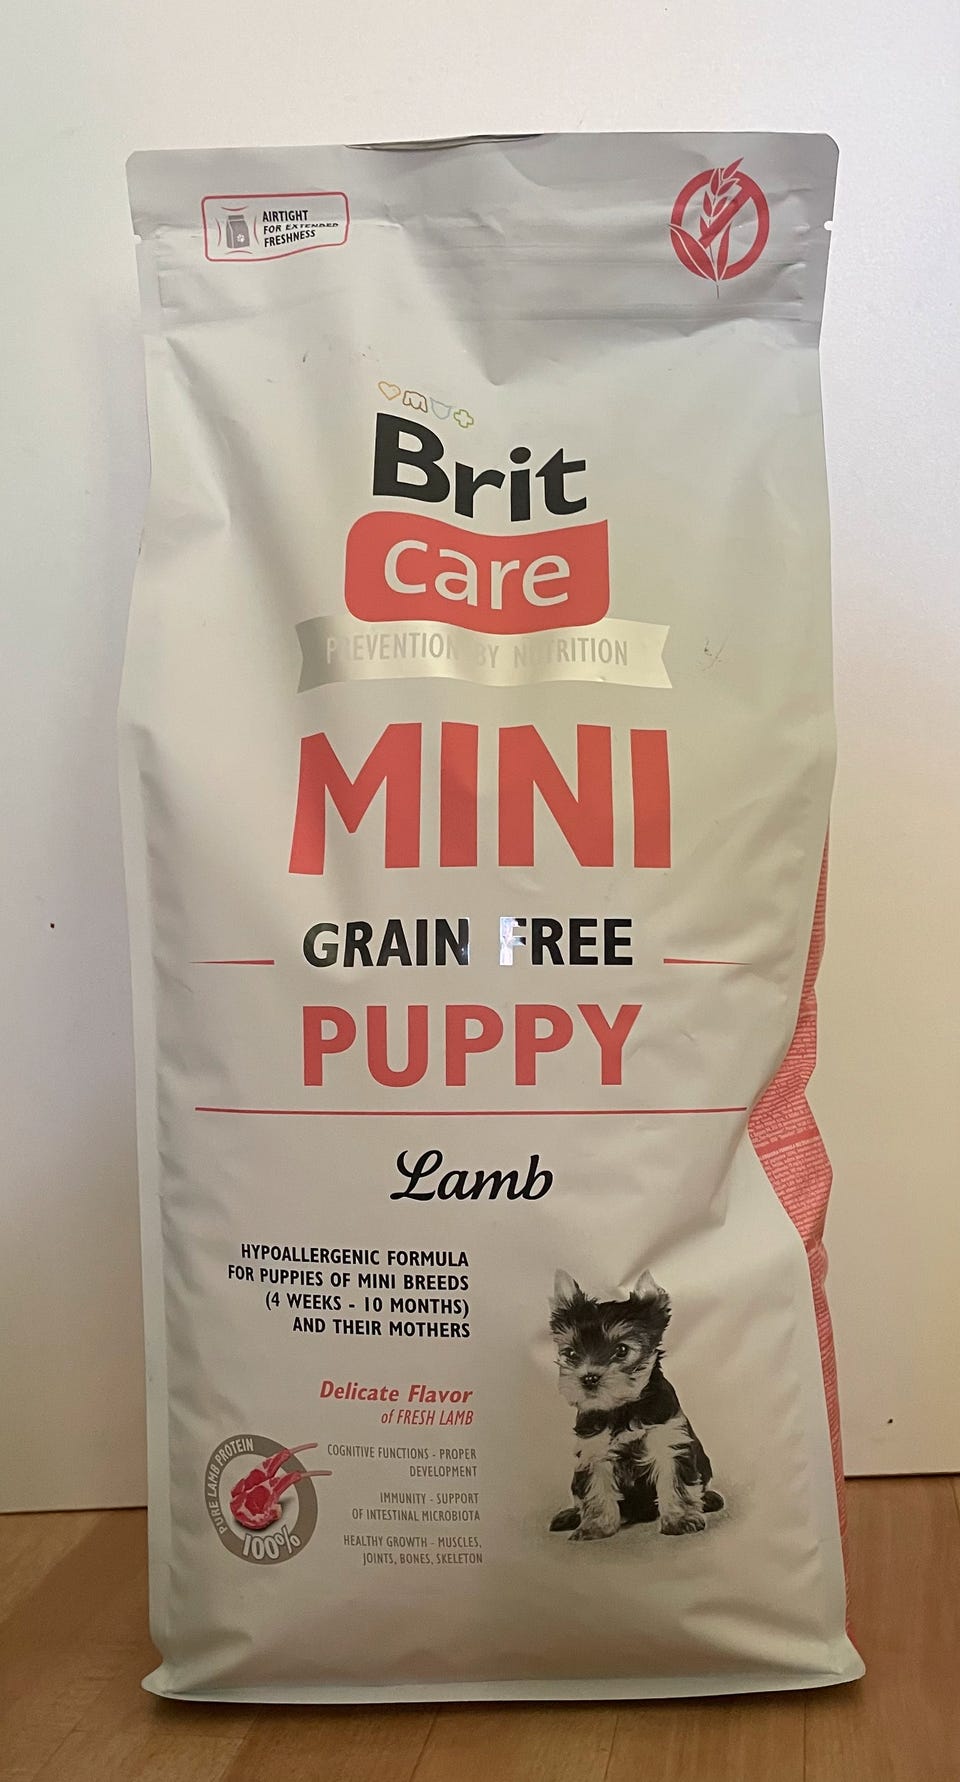 AIRTIGHT
FOR EXTENDED
FRESHNESS
Brit
care
PREVENTION BY NUTRITION
MINI
GRAIN FREE
PUPPY
Lamb
HYPOALLERGENIC FORMULA
FOR PUPPIES OF MINI BREEDS
(4 WEEKS - 10 MONTHS)
AND THEIR MOTHERS
Delicate Flavor
of FRESH LAMB
PURE LAMB PROTEIN
100%
COGNITIVE FUNCTIONS - PROPER
DEVELOPMENT
IMMUNITY - SUPPORT
OF INTESTINAL MICROBIOTA
HEALTHY GROWTH - MUSCLES,
JOINTS, BONES, SKELETON